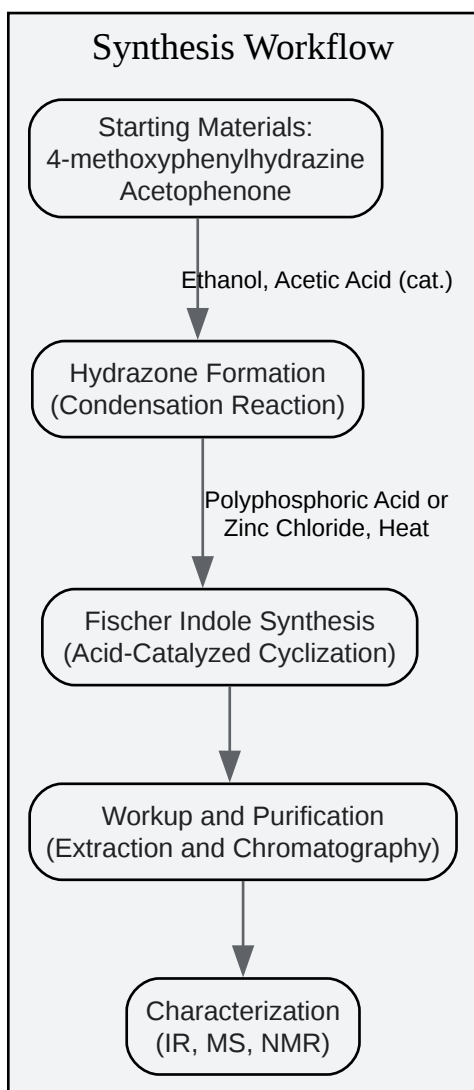 Synthesis Workflow
Starting Materials:
4-methoxyphenylhydrazine
Acetophenone
Ethanol, Acetic Acid (cat.)
Hydrazone Formation
(Condensation Reaction)
Polyphosphoric Acid or
Zinc Chloride, Heat
Fischer Indole Synthesis
(Acid-Catalyzed Cyclization)
Workup and Purification
(Extraction and Chromatography)
Characterization
(IR, MS, NMR)